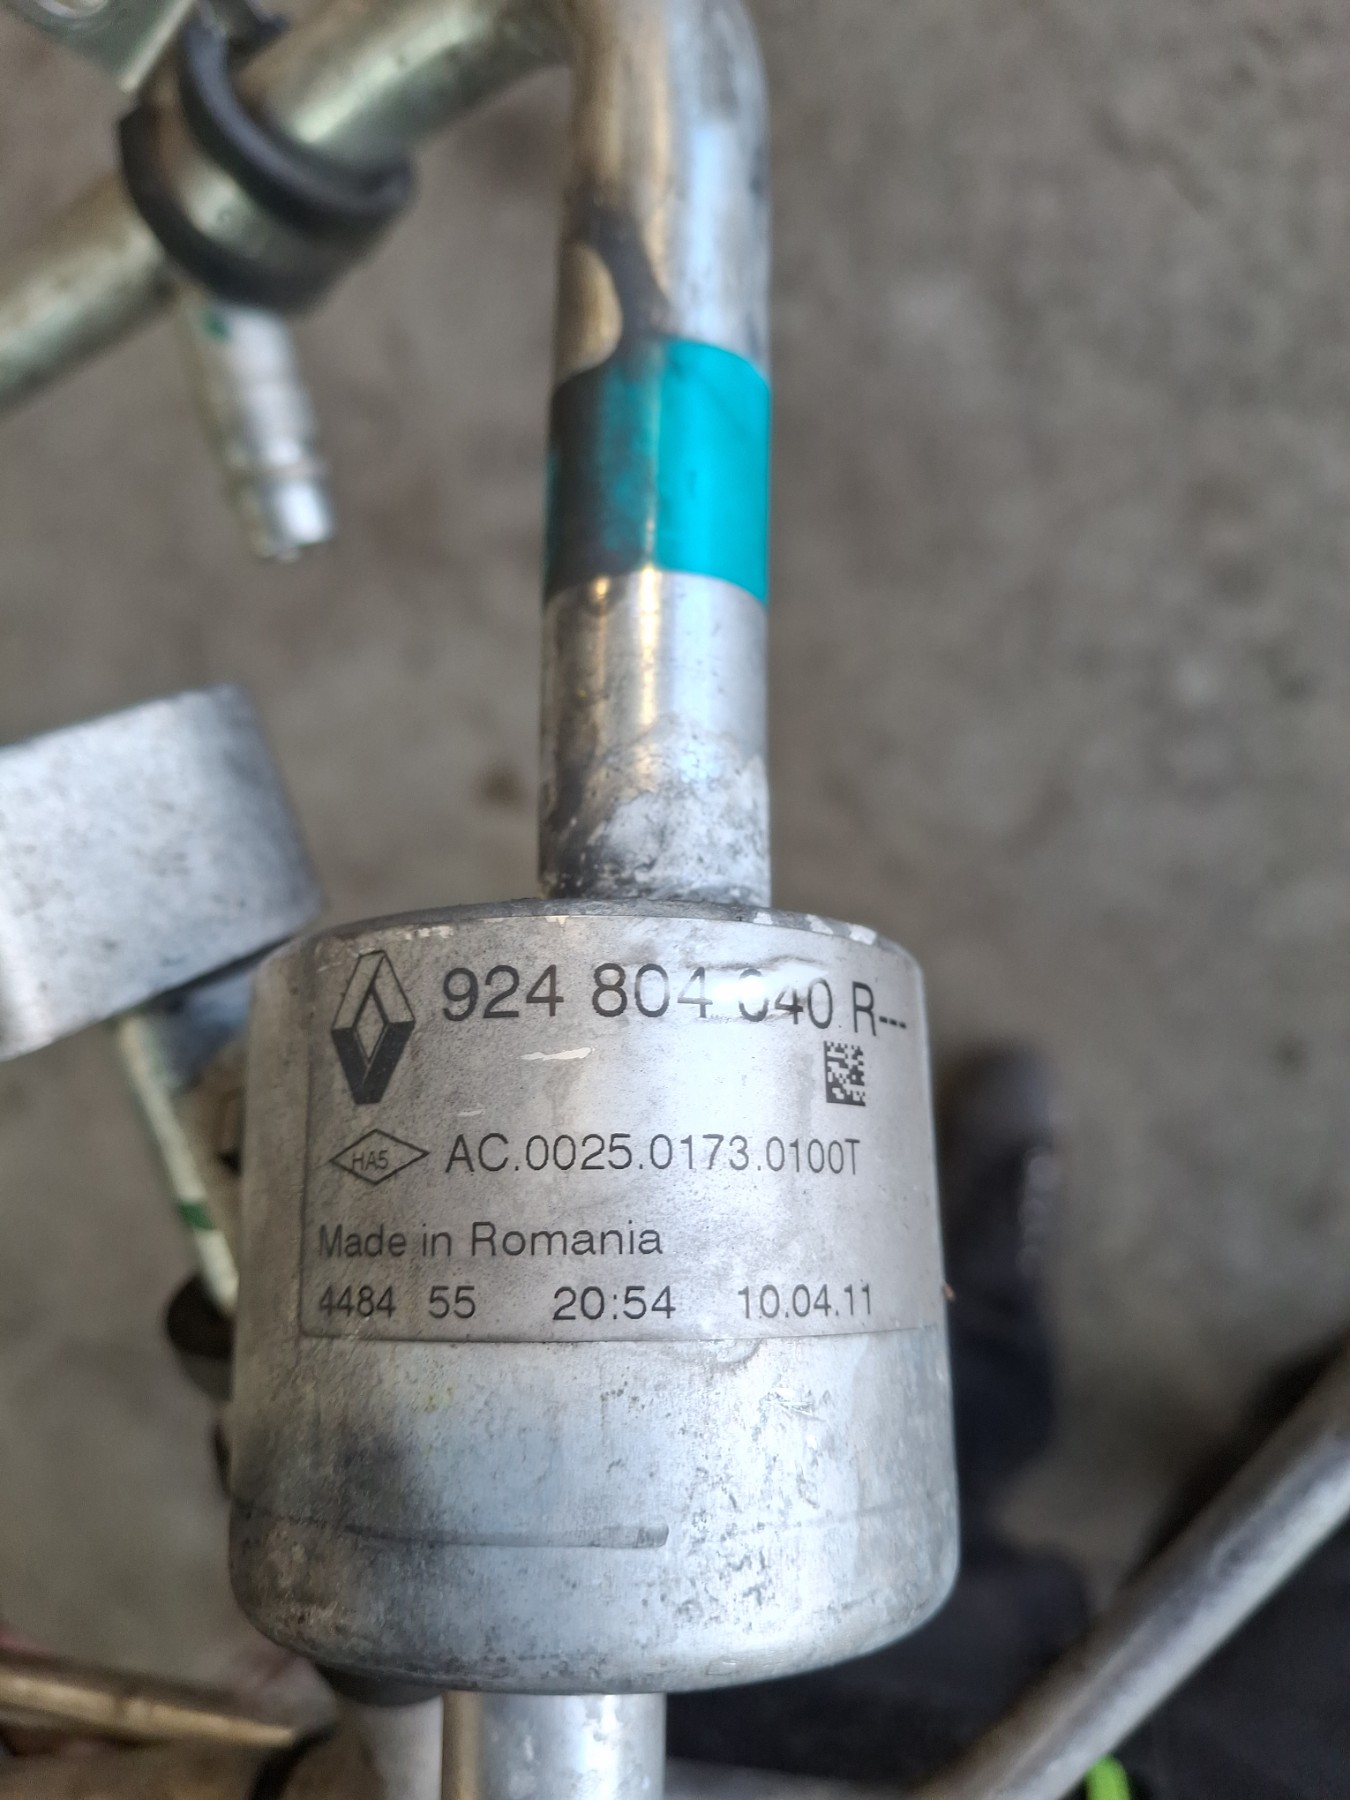 924 804 040 R---
HA5 AC.0025.0173.0100T
Made in Romania
4484 55 20:54 10.04.11